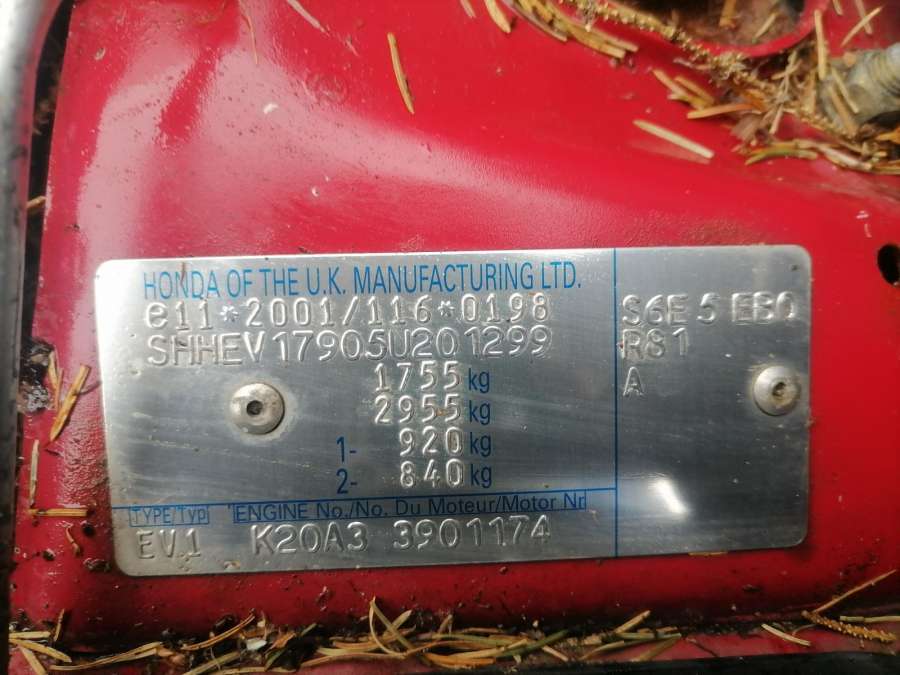 HONDA OF THE U.K. MANUFACTURING LTD.
e11*2001/116*0198
SHHEV17905U201299
1755 kg
2955 kg
1- 920 kg
2- 840 kg
S6E 5 EB0
R81
A
TYPE/Typ ENGINE No./No. Du Moteur/Motor Nr
EV1 K20A3 3901174